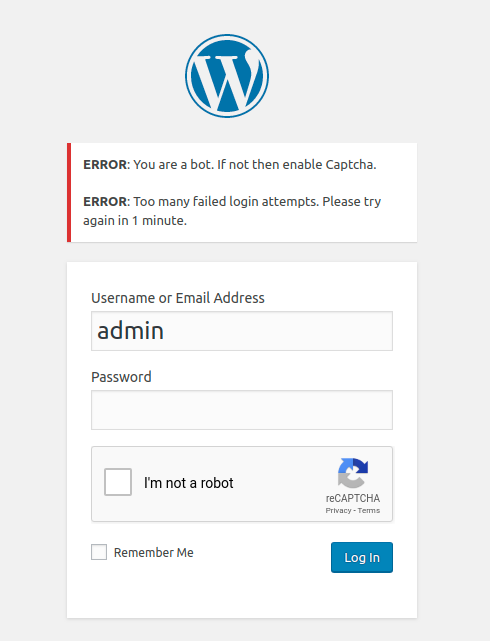 ERROR: You are a bot. If not then enable Captcha.
ERROR: Too many failed login attempts. Please try
again in 1 minute.
Username or Email Address
admin
Password
I'm not a robot
reCAPTCHA
Privacy - Terms
Remember Me
Log In